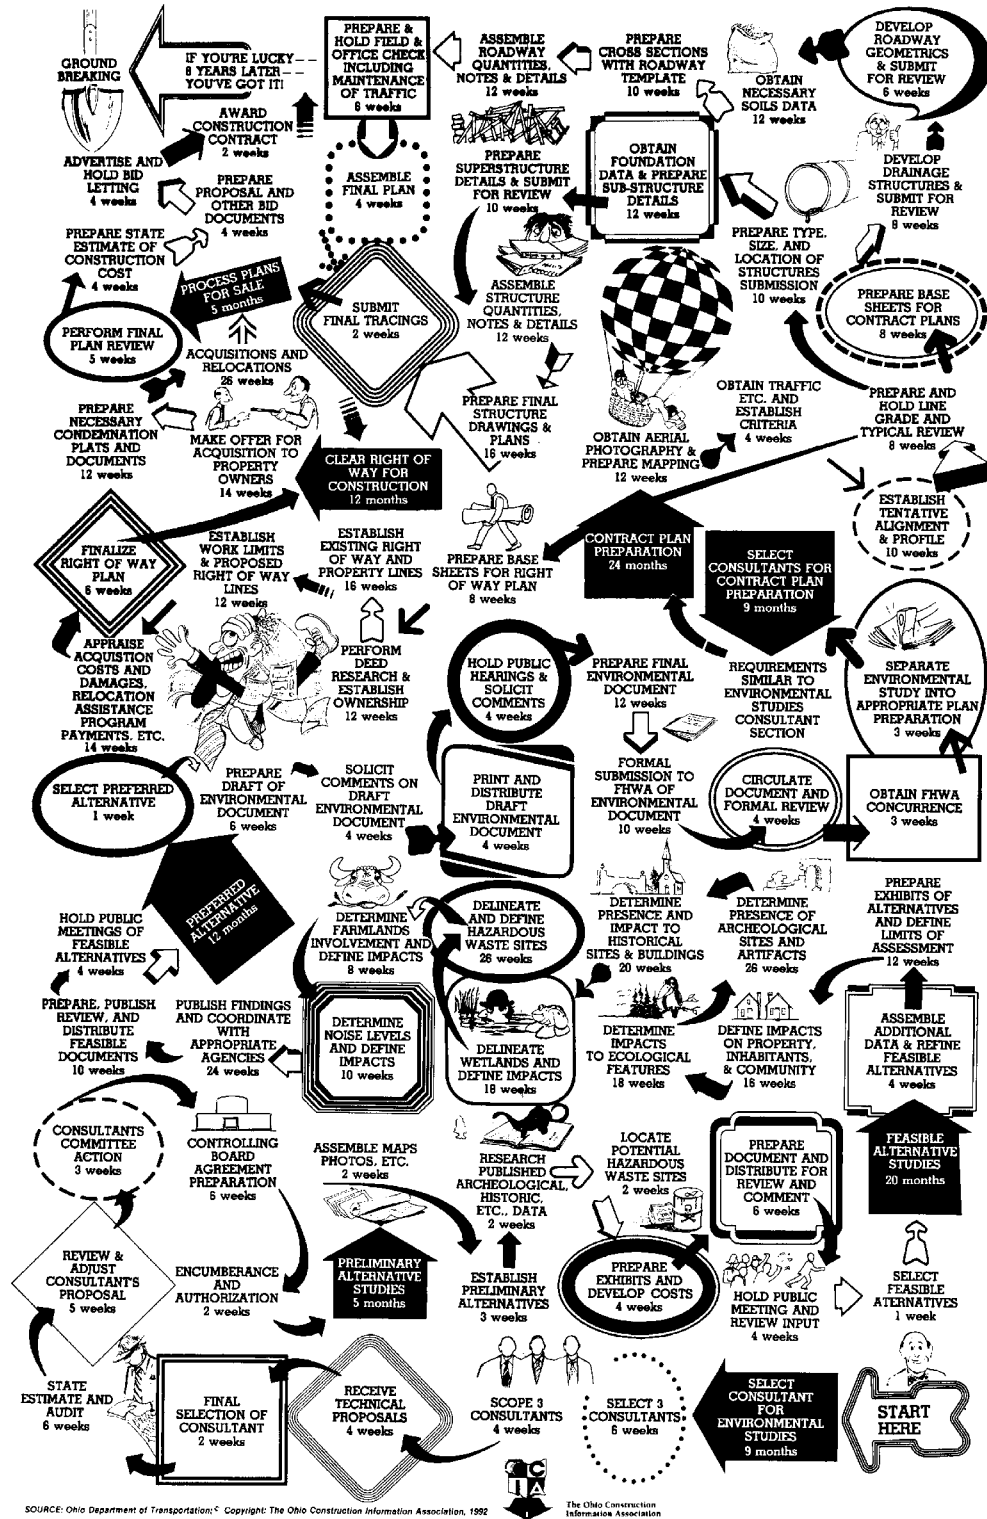 GROUND
BREAKING
IF YOU'RE LUCKY--
8 YEARS LATER--
YOU'VE GOT IT!
PREPARE &
HOLD FIELD &
OFFICE CHECK
INCLUDING
MAINTENANCE
OF TRAFFIC
6 weeks
ASSEMBLE
ROADWAY
QUANTITIES,
NOTES & DETAILS
12 weeks
PREPARE
CROSS SECTIONS
WITH ROADWAY
TEMPLATE
10 weeks
OBTAIN
NECESSARY
SOILS DATA
12 weeks
DEVELOP
ROADWAY
GEOMETRICS
& SUBMIT
FOR REVIEW
6 weeks
AWARD
CONSTRUCTION
CONTRACT
2 weeks
ADVERTISE AND
HOLD BID
LETTING
4 weeks
PREPARE
PROPOSAL AND
OTHER BID
DOCUMENTS
4 weeks
ASSEMBLE
FINAL PLAN
4 weeks
PREPARE
SUPERSTRUCTURE
DETAILS & SUBMIT
FOR REVIEW
10 weeks
OBTAIN
FOUNDATION
DATA & PREPARE
SUB-STRUCTURE
DETAILS
12 weeks
DEVELOP
DRAINAGE
STRUCTURES &
SUBMIT FOR
REVIEW
8 weeks
PREPARE STATE
ESTIMATE OF
CONSTRUCTION
COST
4 weeks
PROCESS PLANS
FOR SALE
5 months
SUBMIT
FINAL TRACINGS
2 weeks
ASSEMBLE
STRUCTURE
QUANTITIES,
NOTES & DETAILS
12 weeks
PREPARE TYPE,
SIZE, AND
LOCATION OF
STRUCTURES
SUBMISSION
10 weeks
PREPARE BASE
SHEETS FOR
CONTRACT PLANS
8 weeks
PERFORM FINAL
PLAN REVIEW
5 weeks
ACQUISITIONS AND
RELOCATIONS
26 weeks
PREPARE
NECESSARY
CONDEMNATION
PLATS AND
DOCUMENTS
12 weeks
MAKE OFFER FOR
ACQUISITION TO
PROPERTY
OWNERS
14 weeks
CLEAR RIGHT OF
WAY FOR
CONSTRUCTION
12 months
PREPARE FINAL
STRUCTURE
DRAWINGS &
PLANS
16 weeks
OBTAIN AERIAL
PHOTOGRAPHY &
PREPARE MAPPING
12 weeks
OBTAIN TRAFFIC
ETC. AND
ESTABLISH
CRITERIA
4 weeks
PREPARE AND
HOLD LINE
GRADE AND
TYPICAL REVIEW
8 weeks
ESTABLISH
TENTATIVE
ALIGNMENT
& PROFILE
10 weeks
FINALIZE
RIGHT OF WAY
PLAN
6 weeks
ESTABLISH
WORK LIMITS
& PROPOSED
RIGHT OF WAY
LINES
12 weeks
ESTABLISH
EXISTING RIGHT
OF WAY AND
PROPERTY LINES
16 weeks
PREPARE BASE
SHEETS FOR RIGHT
OF WAY PLAN
8 weeks
CONTRACT PLAN
PREPARATION
24 months
SELECT
CONSULTANTS FOR
CONTRACT PLAN
PREPARATION
9 months
APPRAISE
ACQUISTION
COSTS AND
DAMAGES,
RELOCATION
ASSISTANCE
PROGRAM
PAYMENTS, ETC.
14 weeks
PERFORM
DEED
RESEARCH &
ESTABLISH
OWNERSHIP
12 weeks
HOLD PUBLIC
HEARINGS &
SOLICIT
COMMENTS
4 weeks
PREPARE FINAL
ENVIRONMENTAL
DOCUMENT
12 weeks
REQUIREMENTS
SIMILAR TO
ENVIRONMENTAL
STUDIES
CONSULTANT
SECTION
SEPARATE
ENVIRONMENTAL
STUDY INTO
APPROPRIATE PLAN
PREPARATION
3 weeks
SELECT PREFERRED
ALTERNATIVE
1 week
PREPARE
DRAFT OF
ENVIRONMENTAL
DOCUMENT
6 weeks
SOLICIT
COMMENTS ON
DRAFT
ENVIRONMENTAL
DOCUMENT
4 weeks
PRINT AND
DISTRIBUTE
DRAFT
ENVIRONMENTAL
DOCUMENT
4 weeks
FORMAL
SUBMISSION TO
FHWA OF
ENVIRONMENTAL
DOCUMENT
10 weeks
CIRCULATE
DOCUMENT AND
FORMAL REVIEW
4 weeks
OBTAIN FHWA
CONCURRENCE
3 weeks
PREFERRED
ALTERNATIVE
12 months
HOLD PUBLIC
MEETINGS OF
FEASIBLE
ALTERNATIVES
4 weeks
DETERMINE
FARMLANDS
INVOLVEMENT AND
DEFINE IMPACTS
8 weeks
DELINEATE
AND DEFINE
HAZARDOUS
WASTE SITES
26 weeks
DETERMINE
PRESENCE AND
IMPACT TO
HISTORICAL
SITES & BUILDINGS
20 weeks
DETERMINE
PRESENCE OF
ARCHEOLOGICAL
SITES AND
ARTIFACTS
26 weeks
PREPARE
EXHIBITS OF
ALTERNATIVES
AND DEFINE
LIMITS OF
ASSESSMENT
12 weeks
PREPARE, PUBLISH
REVIEW, AND
DISTRIBUTE
FEASIBLE
DOCUMENTS
10 weeks
PUBLISH FINDINGS
AND COORDINATE
WITH
APPROPRIATE
AGENCIES
24 weeks
DETERMINE
NOISE LEVELS
AND DEFINE
IMPACTS
10 weeks
DELINEATE
WETLANDS AND
DEFINE IMPACTS
18 weeks
DETERMINE
IMPACTS
TO ECOLOGICAL
FEATURES
18 weeks
DEFINE IMPACTS
ON PROPERTY,
INHABITANTS,
& COMMUNITY
16 weeks
ASSEMBLE
ADDITIONAL
DATA & REFINE
FEASIBLE
ALTERNATIVES
4 weeks
CONSULTANTS
COMMITTEE
ACTION
3 weeks
CONTROLLING
BOARD
AGREEMENT
PREPARATION
6 weeks
ASSEMBLE MAPS
PHOTOS, ETC.
2 weeks
RESEARCH
PUBLISHED
ARCHEOLOGICAL,
HISTORIC,
ETC., DATA
2 weeks
LOCATE
POTENTIAL
HAZARDOUS
WASTE SITES
2 weeks
PREPARE
DOCUMENT AND
DISTRIBUTE FOR
REVIEW AND
COMMENT
6 weeks
FEASIBLE
ALTERNATIVE
STUDIES
20 months
REVIEW &
ADJUST
CONSULTANT'S
PROPOSAL
5 weeks
ENCUMBERANCE
AND
AUTHORIZATION
2 weeks
PRELIMINARY
ALTERNATIVE
STUDIES
5 months
ESTABLISH
PRELIMINARY
ALTERNATIVES
3 weeks
PREPARE
EXHIBITS AND
DEVELOP COSTS
4 weeks
HOLD PUBLIC
MEETING AND
REVIEW INPUT
4 weeks
SELECT
FEASIBLE
ATERNATIVES
1 week
STATE
ESTIMATE AND
AUDIT
6 weeks
FINAL
SELECTION OF
CONSULTANT
2 weeks
RECEIVE
TECHNICAL
PROPOSALS
4 weeks
SCOPE 3
CONSULTANTS
4 weeks
SELECT 3
CONSULTANTS
6 weeks
SELECT
CONSULTANT
FOR
ENVIRONMENTAL
STUDIES
9 months
START
HERE
SOURCE: Ohio Department of Transportation; © Copyright: The Ohio Construction Information Association, 1992
OCIA
The Ohio Construction
Information Association